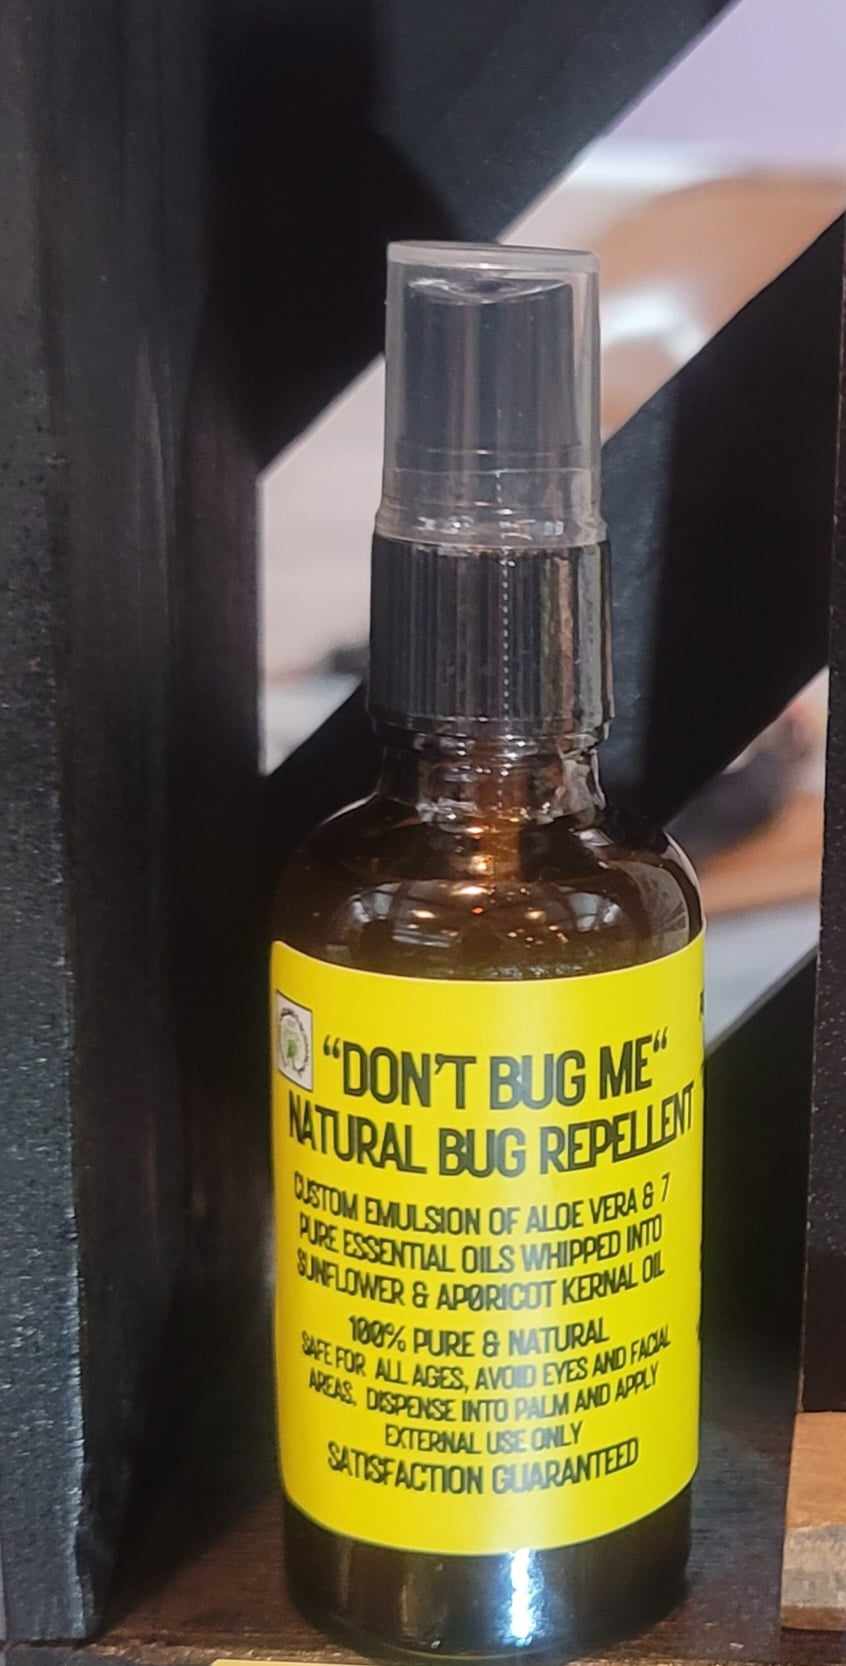 “DON'T BUG ME“
NATURAL BUG REPELLENT
CUSTOM EMULSION OF ALOE VERA & 7
PURE ESSENTIAL OILS WHIPPED INTO
SUNFLOWER & APØRICOT KERNAL OIL
100% PURE & NATURAL
SAFE FOR ALL AGES, AVOID EYES AND FACIAL
AREAS. DISPENSE INTO PALM AND APPLY
EXTERNAL USE ONLY
SATISFACTION GUARANTEED